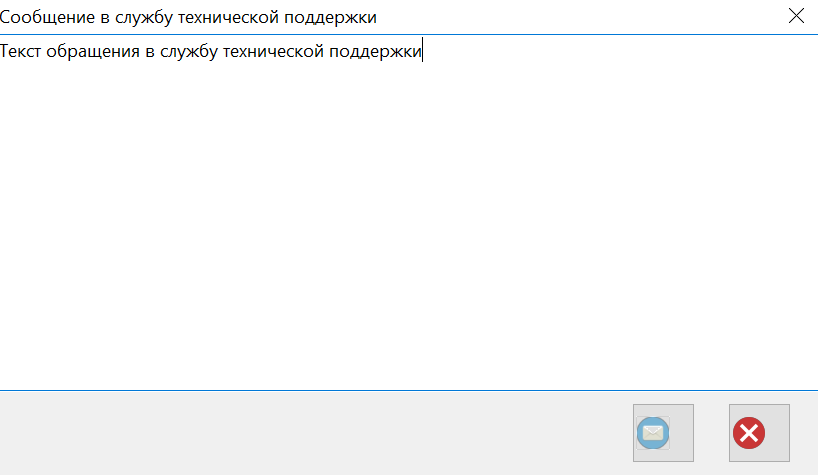 Сообщение в службу технической поддержки
Текст обращения в службу технической поддержки